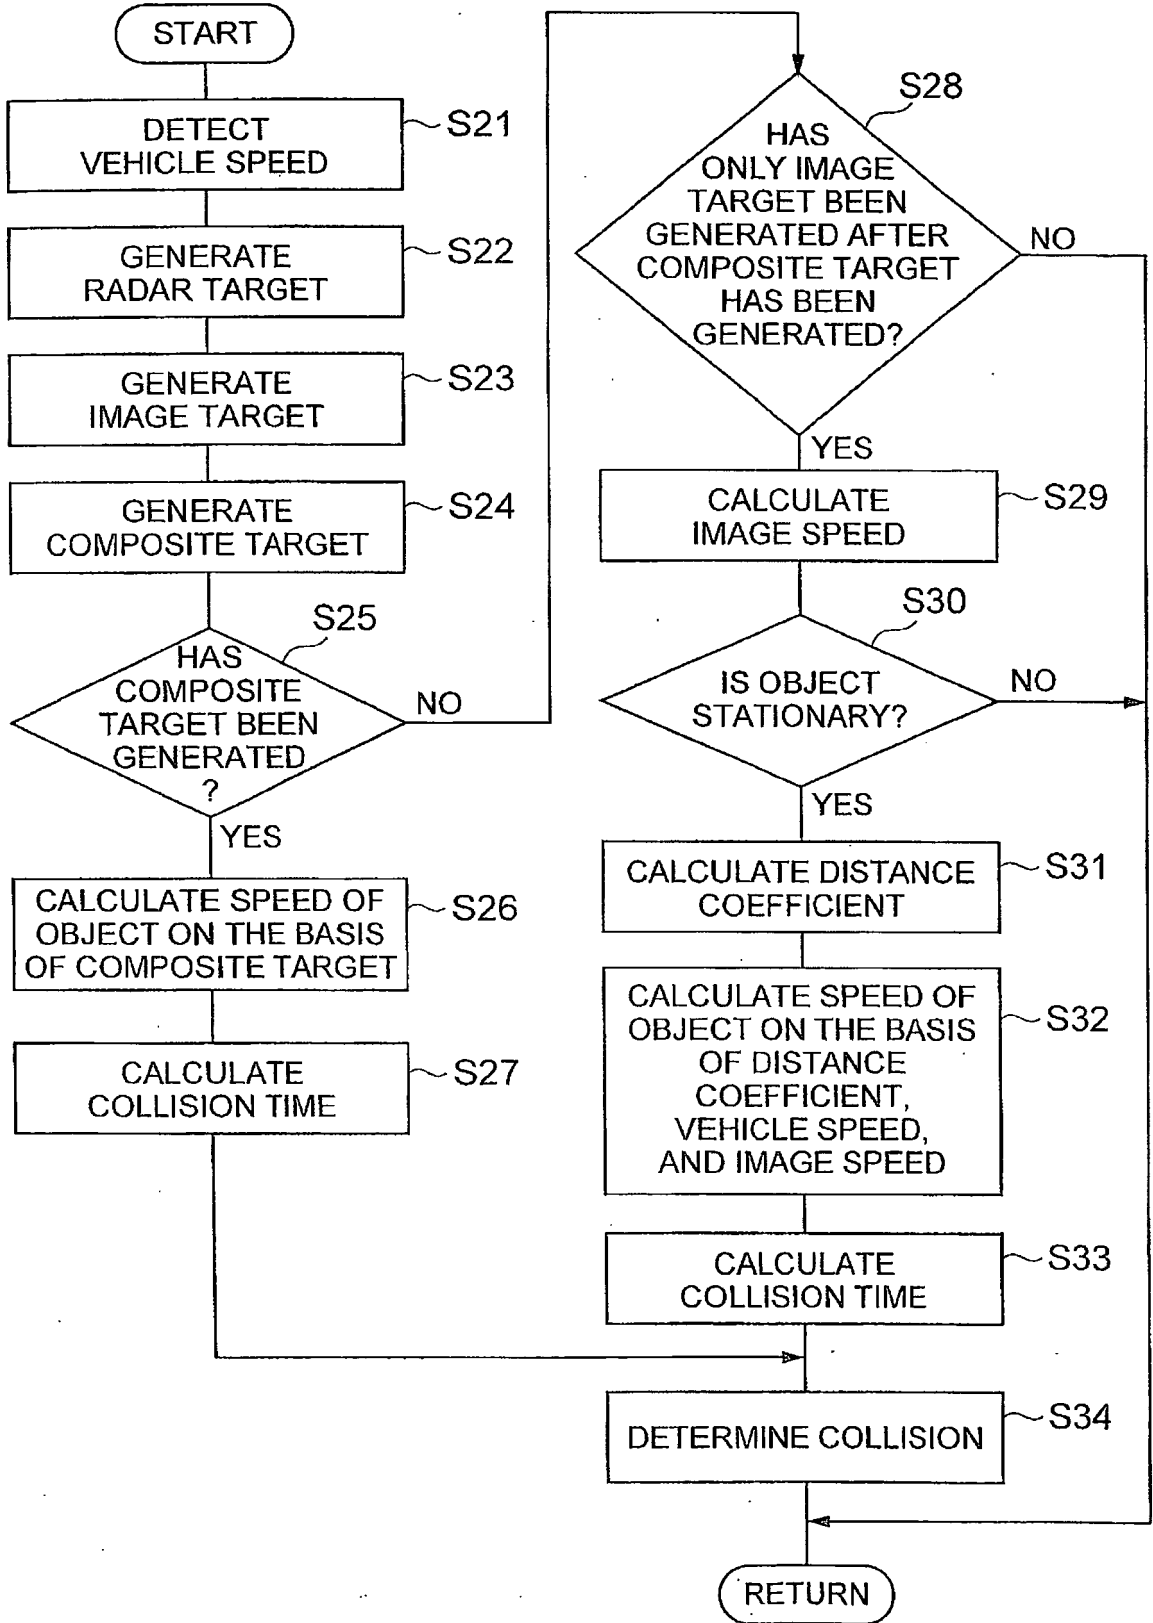 START
DETECT
VEHICLE SPEED
S21
GENERATE
RADAR TARGET
S22
GENERATE
IMAGE TARGET
S23
GENERATE
COMPOSITE TARGET
S24
S25
HAS
COMPOSITE
TARGET BEEN
GENERATED
?
NO
YES
CALCULATE SPEED OF
OBJECT ON THE BASIS
OF COMPOSITE TARGET
S26
CALCULATE
COLLISION TIME
S27
S28
HAS
ONLY IMAGE
TARGET BEEN
GENERATED AFTER
COMPOSITE TARGET
HAS BEEN
GENERATED?
NO
YES
CALCULATE
IMAGE SPEED
S29
S30
IS OBJECT
STATIONARY?
NO
YES
CALCULATE DISTANCE
COEFFICIENT
S31
CALCULATE SPEED OF
OBJECT ON THE BASIS
OF DISTANCE
COEFFICIENT,
VEHICLE SPEED,
AND IMAGE SPEED
S32
CALCULATE
COLLISION TIME
S33
DETERMINE COLLISION
S34
RETURN